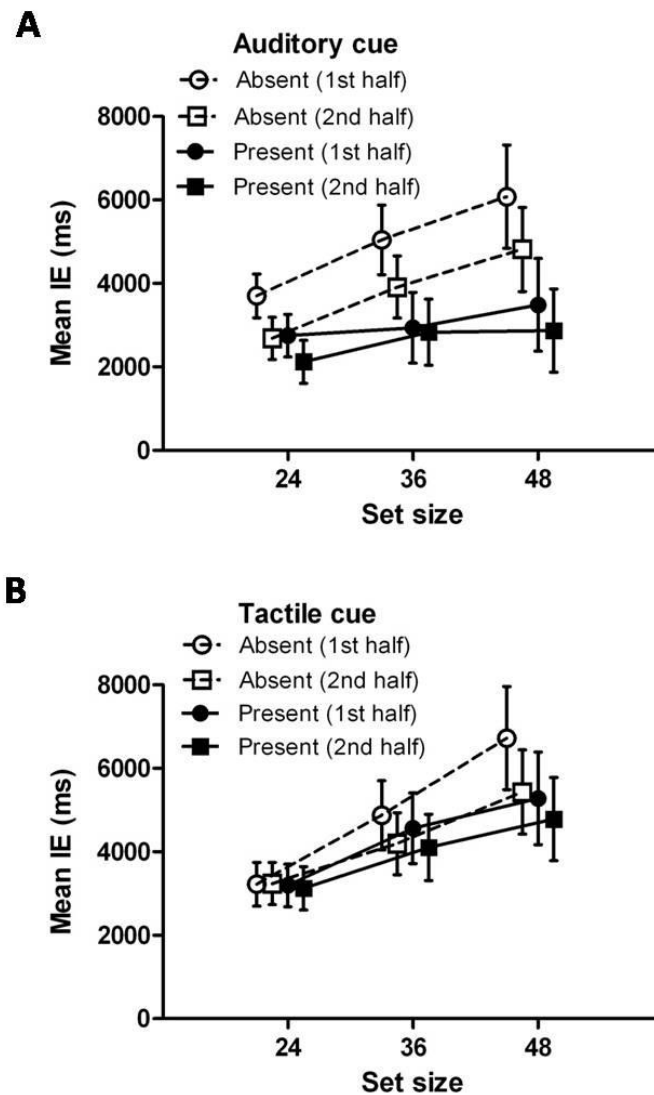 A
Auditory cue
Absent (1st half)
Absent (2nd half)
Present (1st half)
Present (2nd half)
8000
6000
4000
2000
0
Mean IE (ms)
24 36 48
Set size
B
Tactile cue
Absent (1st half)
Absent (2nd half)
Present (1st half)
Present (2nd half)
8000
6000
4000
2000
0
Mean IE (ms)
24 36 48
Set size